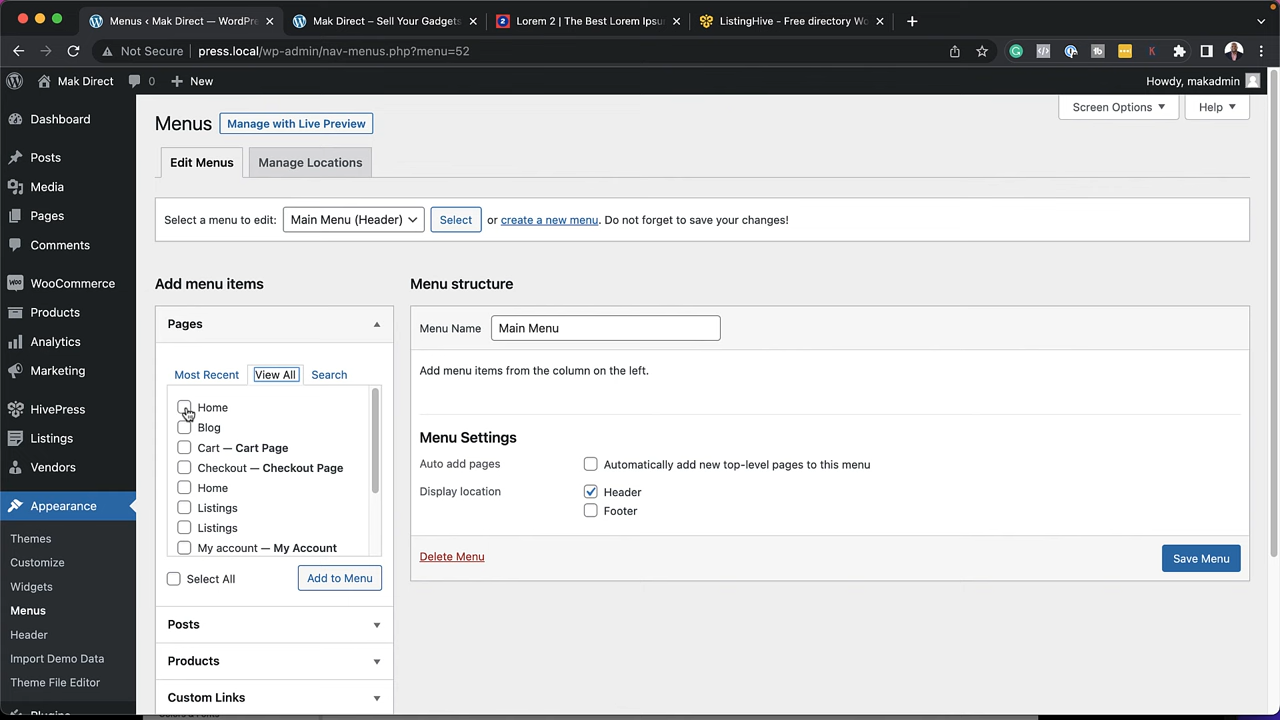 Menus ‹ Mak Direct — WordPre
Mak Direct – Sell Your Gadgets
Lorem 2 | The Best Lorem Ipsu
ListingHive - Free directory Wo
Not Secure
press.local/wp-admin/nav-menus.php?menu=52
Mak Direct
0
New
Howdy, makadmin
Dashboard
Posts
Media
Pages
Comments
WooCommerce
Products
Analytics
Marketing
HivePress
Listings
Vendors
Appearance
Themes
Customize
Widgets
Menus
Header
Import Demo Data
Theme File Editor
Screen Options
Help
Menus
Manage with Live Preview
Edit Menus
Manage Locations
Select a menu to edit: Main Menu (Header) Select or create a new menu. Do not forget to save your changes!
Add menu items
Pages
Most Recent View All Search
Home
Blog
Cart — Cart Page
Checkout — Checkout Page
Home
Listings
Listings
My account — My Account
Select All
Add to Menu
Posts
Products
Custom Links
Menu structure
Menu Name Main Menu
Add menu items from the column on the left.
Menu Settings
Auto add pages
Automatically add new top-level pages to this menu
Display location
Header
Footer
Delete Menu
Save Menu